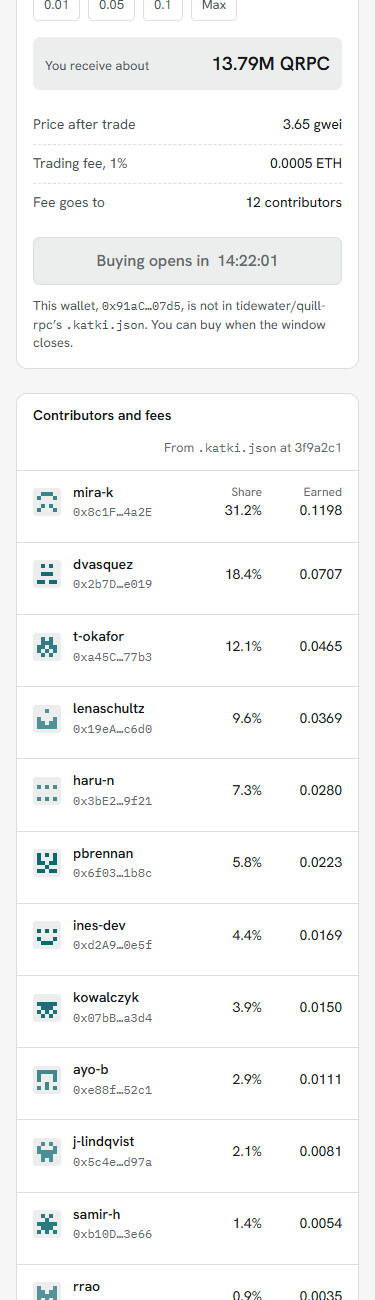 0.01 0.05 0.1 Max
You receive about 13.79M QRPC
Price after trade 3.65 gwei
Trading fee, 1% 0.0005 ETH
Fee goes to 12 contributors
Buying opens in 14:22:01
This wallet, 0x91aC…07d5, is not in tidewater/quill-
rpc’s .katki.json. You can buy when the window
closes.
Contributors and fees
From .katki.json at 3f9a2c1
mira-k Share Earned
0x8c1F…4a2E 31.2% 0.1198
dvasquez
0x2b7D…e019 18.4% 0.0707
t-okafor
0xa45C…77b3 12.1% 0.0465
lenaschultz
0x19eA…c6d0 9.6% 0.0369
haru-n
0x3bE2…9f21 7.3% 0.0280
pbrennan
0x6f03…1b8c 5.8% 0.0223
ines-dev
0xd2A9…0e5f 4.4% 0.0169
kowalczyk
0x07bB…a3d4 3.9% 0.0150
ayo-b
0xe88f…52c1 2.9% 0.0111
j-lindqvist
0x5c4e…d97a 2.1% 0.0081
samir-h
0xb10D…3e66 1.4% 0.0054
rrao
0.9% 0.0035